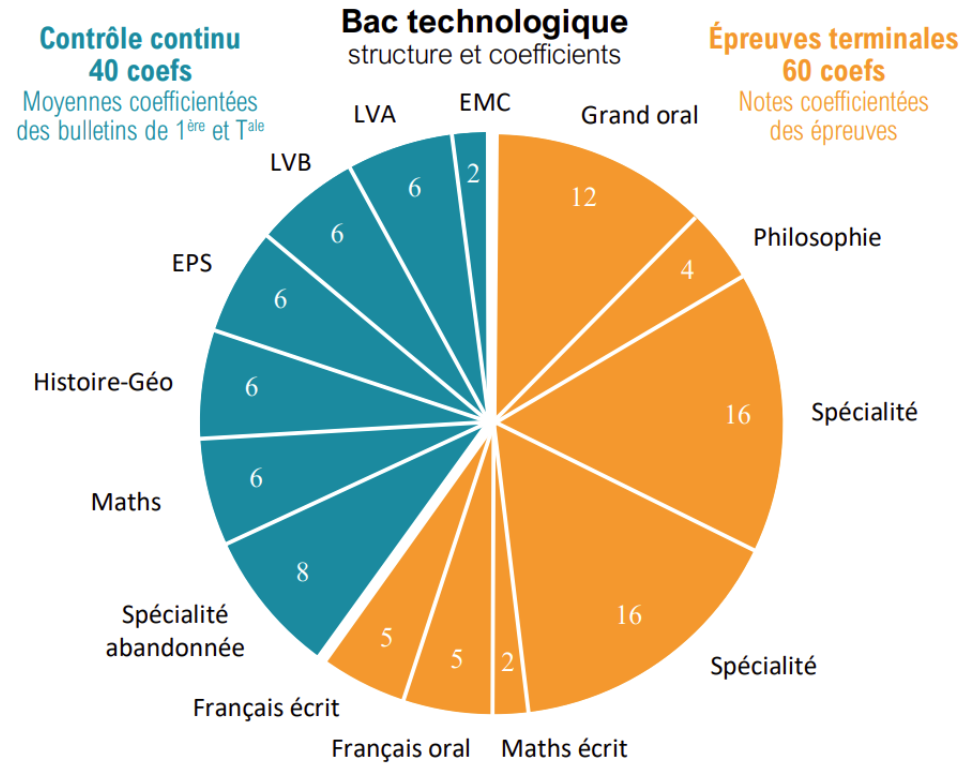 Bac technologique
structure et coefficients
Contrôle continu
40 coefs
Moyennes coefficientées
des bulletins de 1ère et Tale
Épreuves terminales
60 coefs
Notes coefficientées
des épreuves
Grand oral
12
Philosophie
4
Spécialité
16
Spécialité
16
Maths écrit
2
Français oral
5
Français écrit
5
Spécialité
abandonnée
8
Maths
6
Histoire-Géo
6
EPS
6
LVB
6
LVA
6
EMC
2